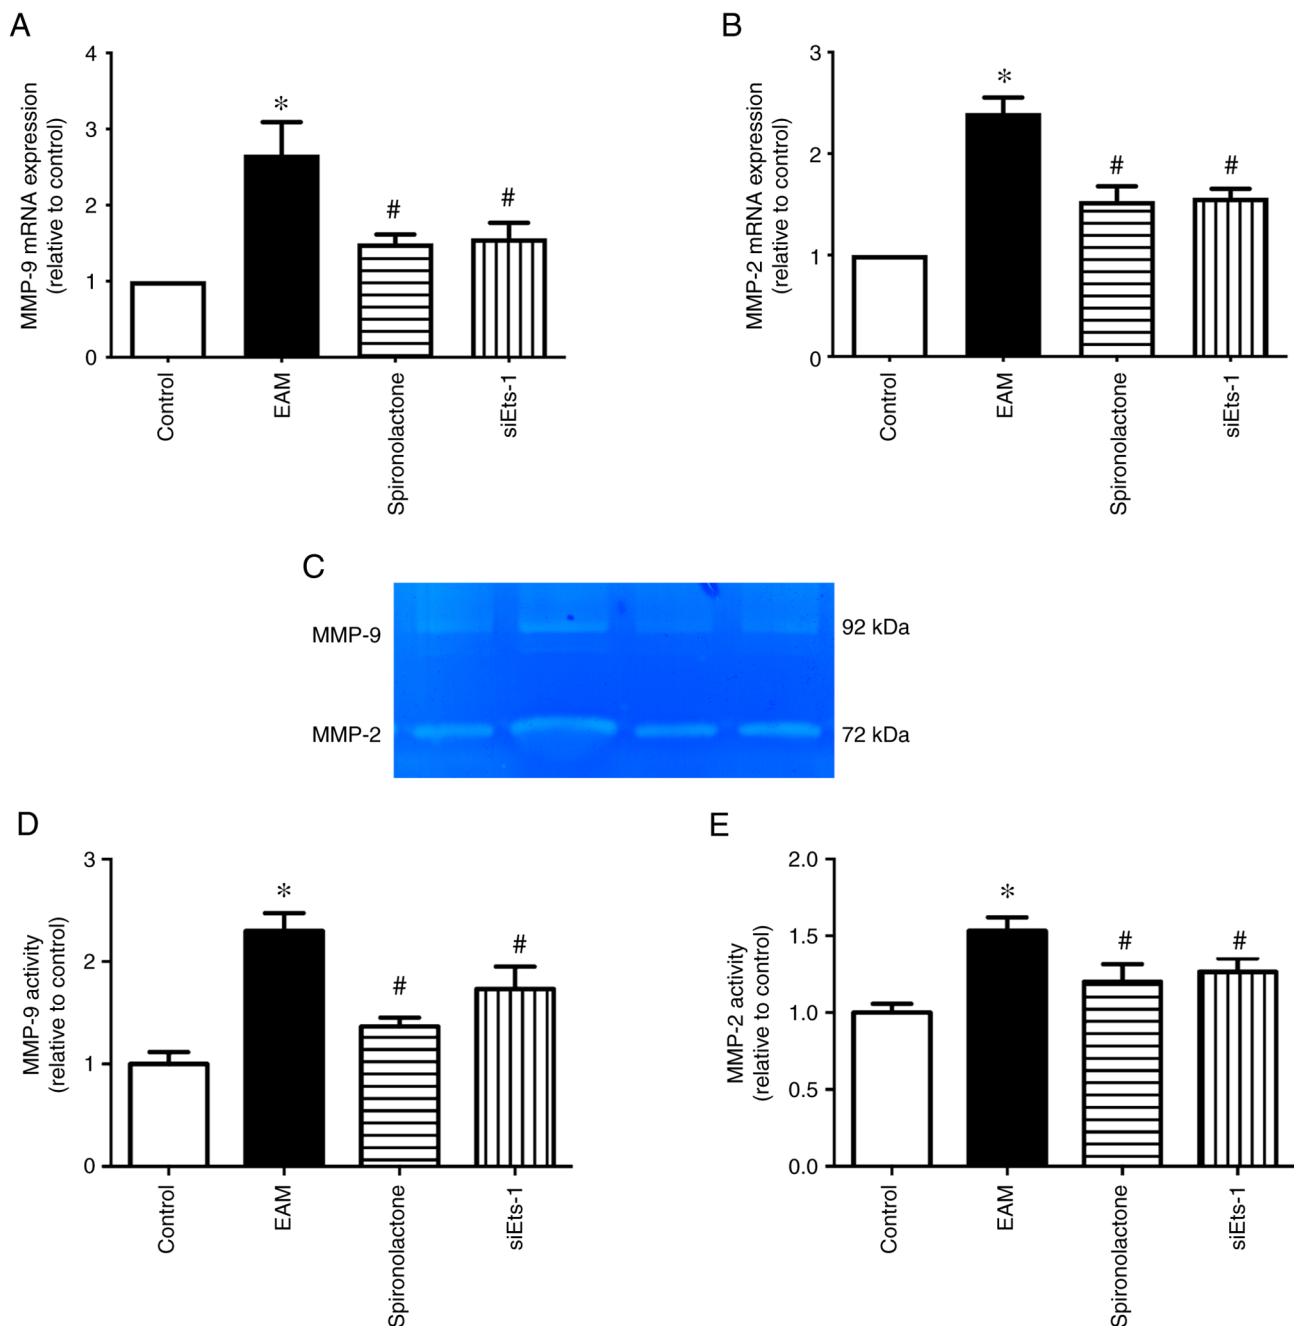 A
MMP-9 mRNA expression
(relative to control)
4
3
2
1
0
*
#
#
Control
EAM
Spironolactone
siEts-1
B
MMP-2 mRNA expression
(relative to control)
3
2
1
0
*
#
#
Control
EAM
Spironolactone
siEts-1
C
MMP-9
92 kDa
MMP-2
72 kDa
D
MMP-9 activity
(relative to control)
3
2
1
0
*
#
#
Control
EAM
Spironolactone
siEts-1
E
MMP-2 activity
(relative to control)
2.0
1.5
1.0
0.5
0.0
*
#
#
Control
EAM
Spironolactone
siEts-1